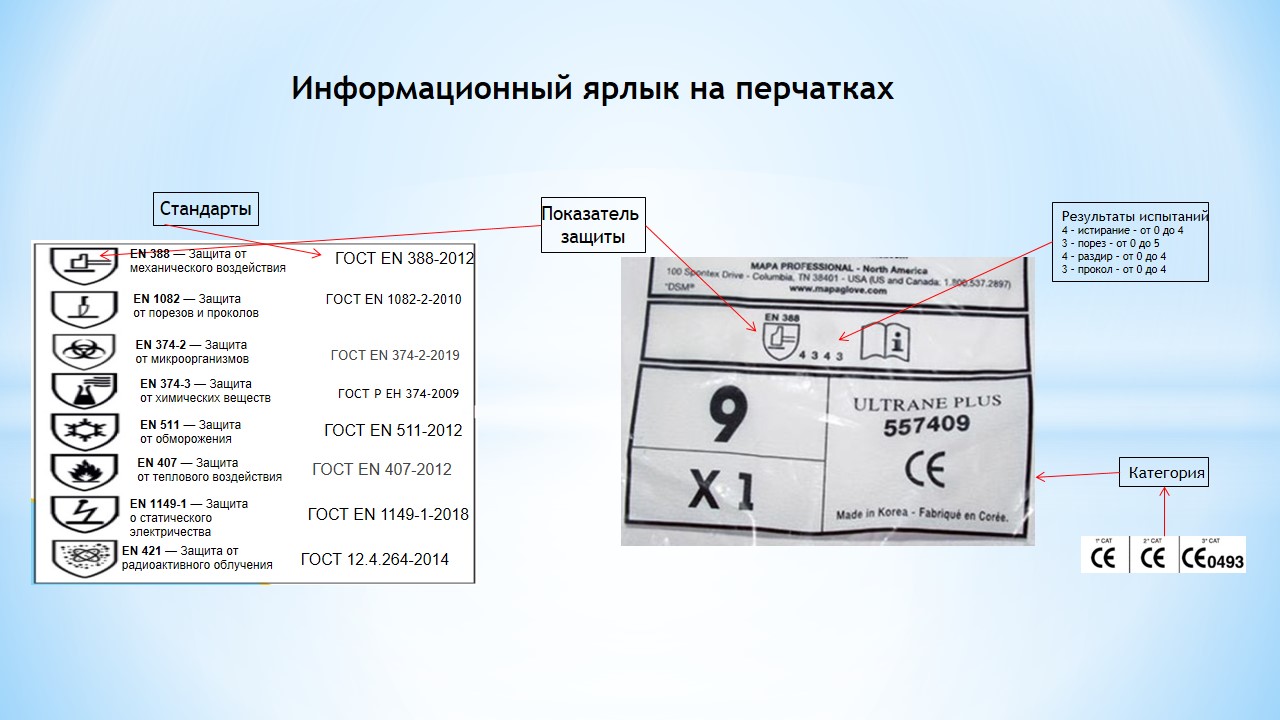 Информационный ярлык на перчатках
Стандарты
Показатель
защиты
Результаты испытаний
4 - истирание - от 0 до 4
3 - порез - от 0 до 5
4 - раздир - от 0 до 4
3 - прокол - от 0 до 4
EN 388 — Защита от
механического воздействия
ГОСТ EN 388-2012
EN 1082 — Защита
от порезов и проколов
ГОСТ EN 1082-2-2010
EN 374-2 — Защита
от микроорганизмов
ГОСТ EN 374-2-2019
EN 374-3 — Защита
от химических веществ
ГОСТ Р ЕН 374-2009
EN 511 — Защита
от обморожения
ГОСТ EN 511-2012
EN 407 — Защита
от теплового воздействия
ГОСТ EN 407-2012
EN 1149-1 — Защита
о статического
электричества
ГОСТ EN 1149-1-2018
EN 421 — Защита от
радиоактивного облучения
ГОСТ 12.4.264-2014
MAPA PROFESSIONAL - North America
100 Spontex Drive - Columbia, TN 38401 - USA (US and Canada: 1.800.537.2897)
"DSM®
www.mapaglove.com
EN 388
4 3 4 3
i
9
X 1
ULTRANE PLUS
557409
CE
Made in Korea - Fabriqué en Corée.
Категория
1° CAT
CE
2° CAT
CE
3° CAT
CE0493